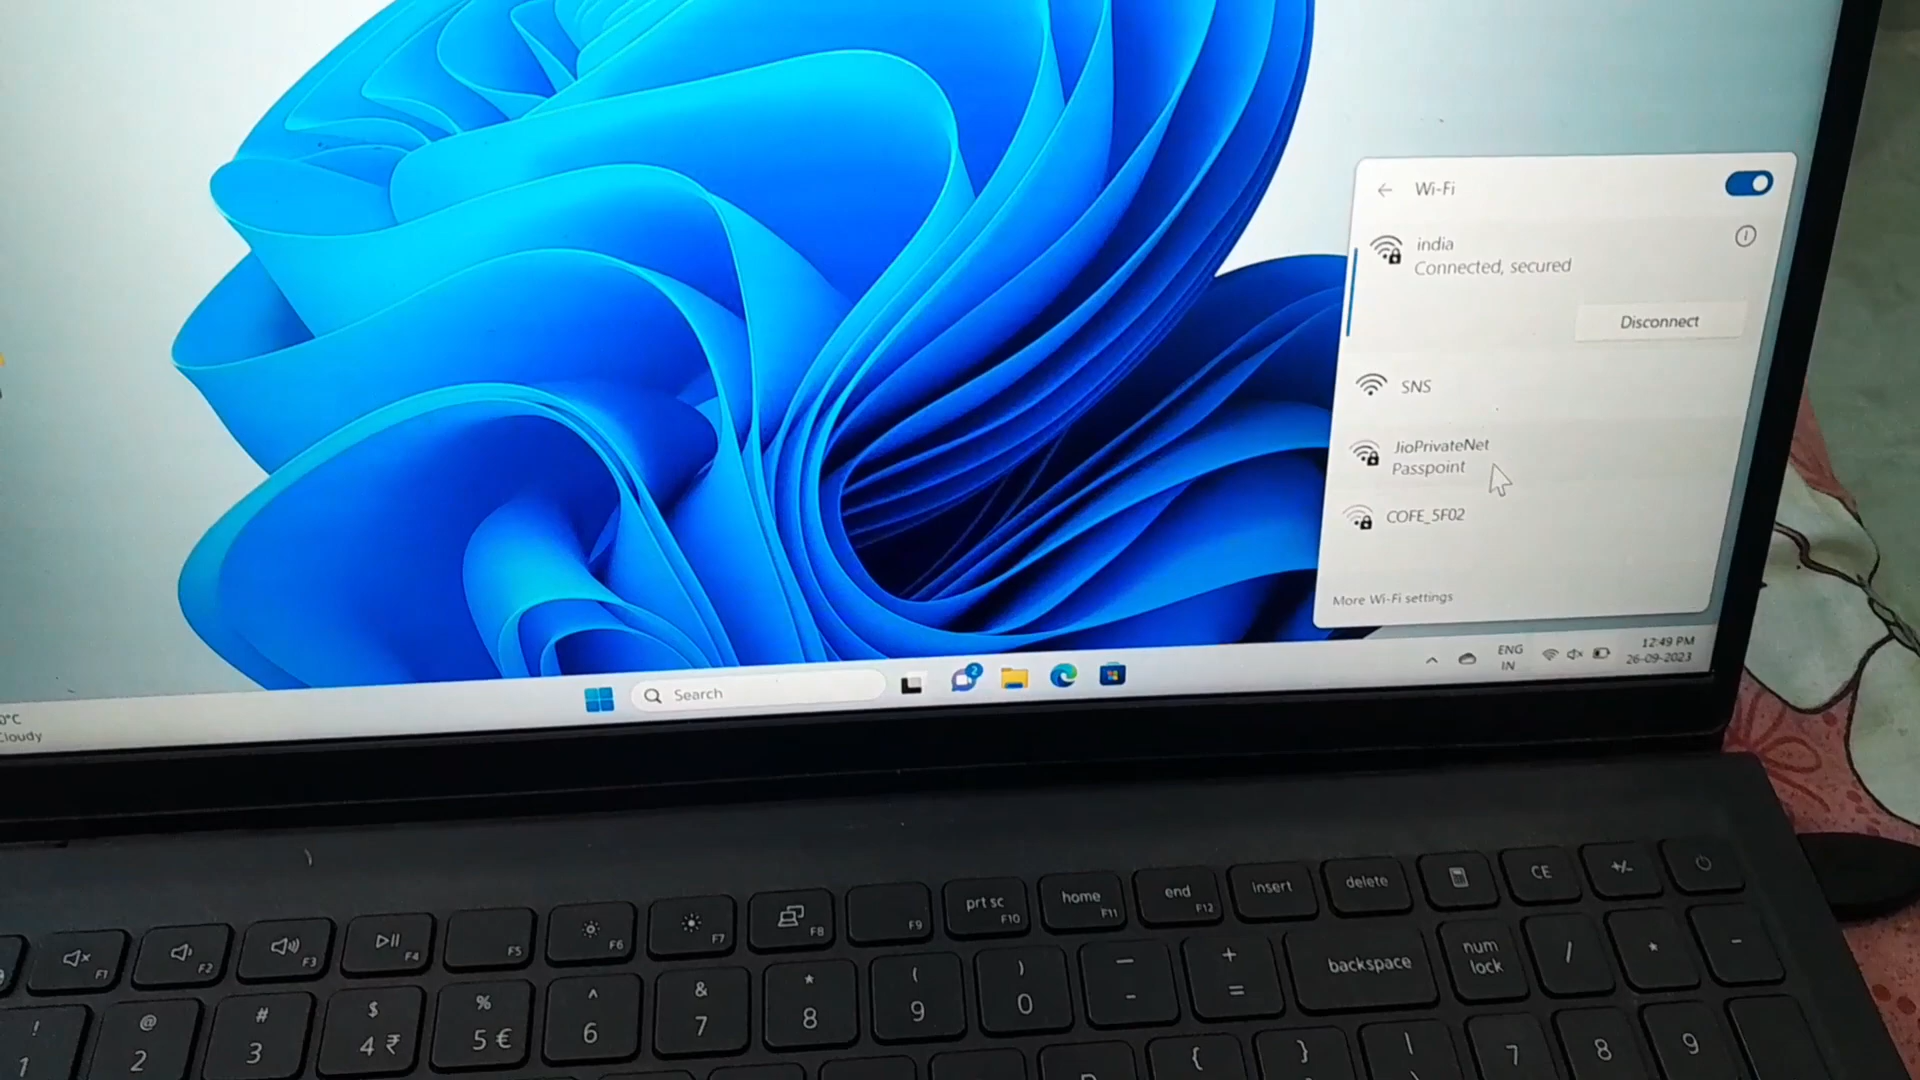 Wi-Fi
india
Connected, secured
Disconnect
SNS
JioPrivateNet
Passpoint
COFE_5F02
More Wi-Fi settings
Cloudy
Search
2
ENG
IN
12:49 PM
26-09-2023
F1
F2
F3
F4
F5
F6
F7
F8
F9
prt sc F10
home F11
end F12
insert
delete
CE
+/-
! 1
@ 2
# 3
$ 4 ₹
% 5 €
^ 6
& 7
* 8
( 9
) 0
_ -
+ =
backspace
num lock
/
*
-
{
}
|
7
8
9